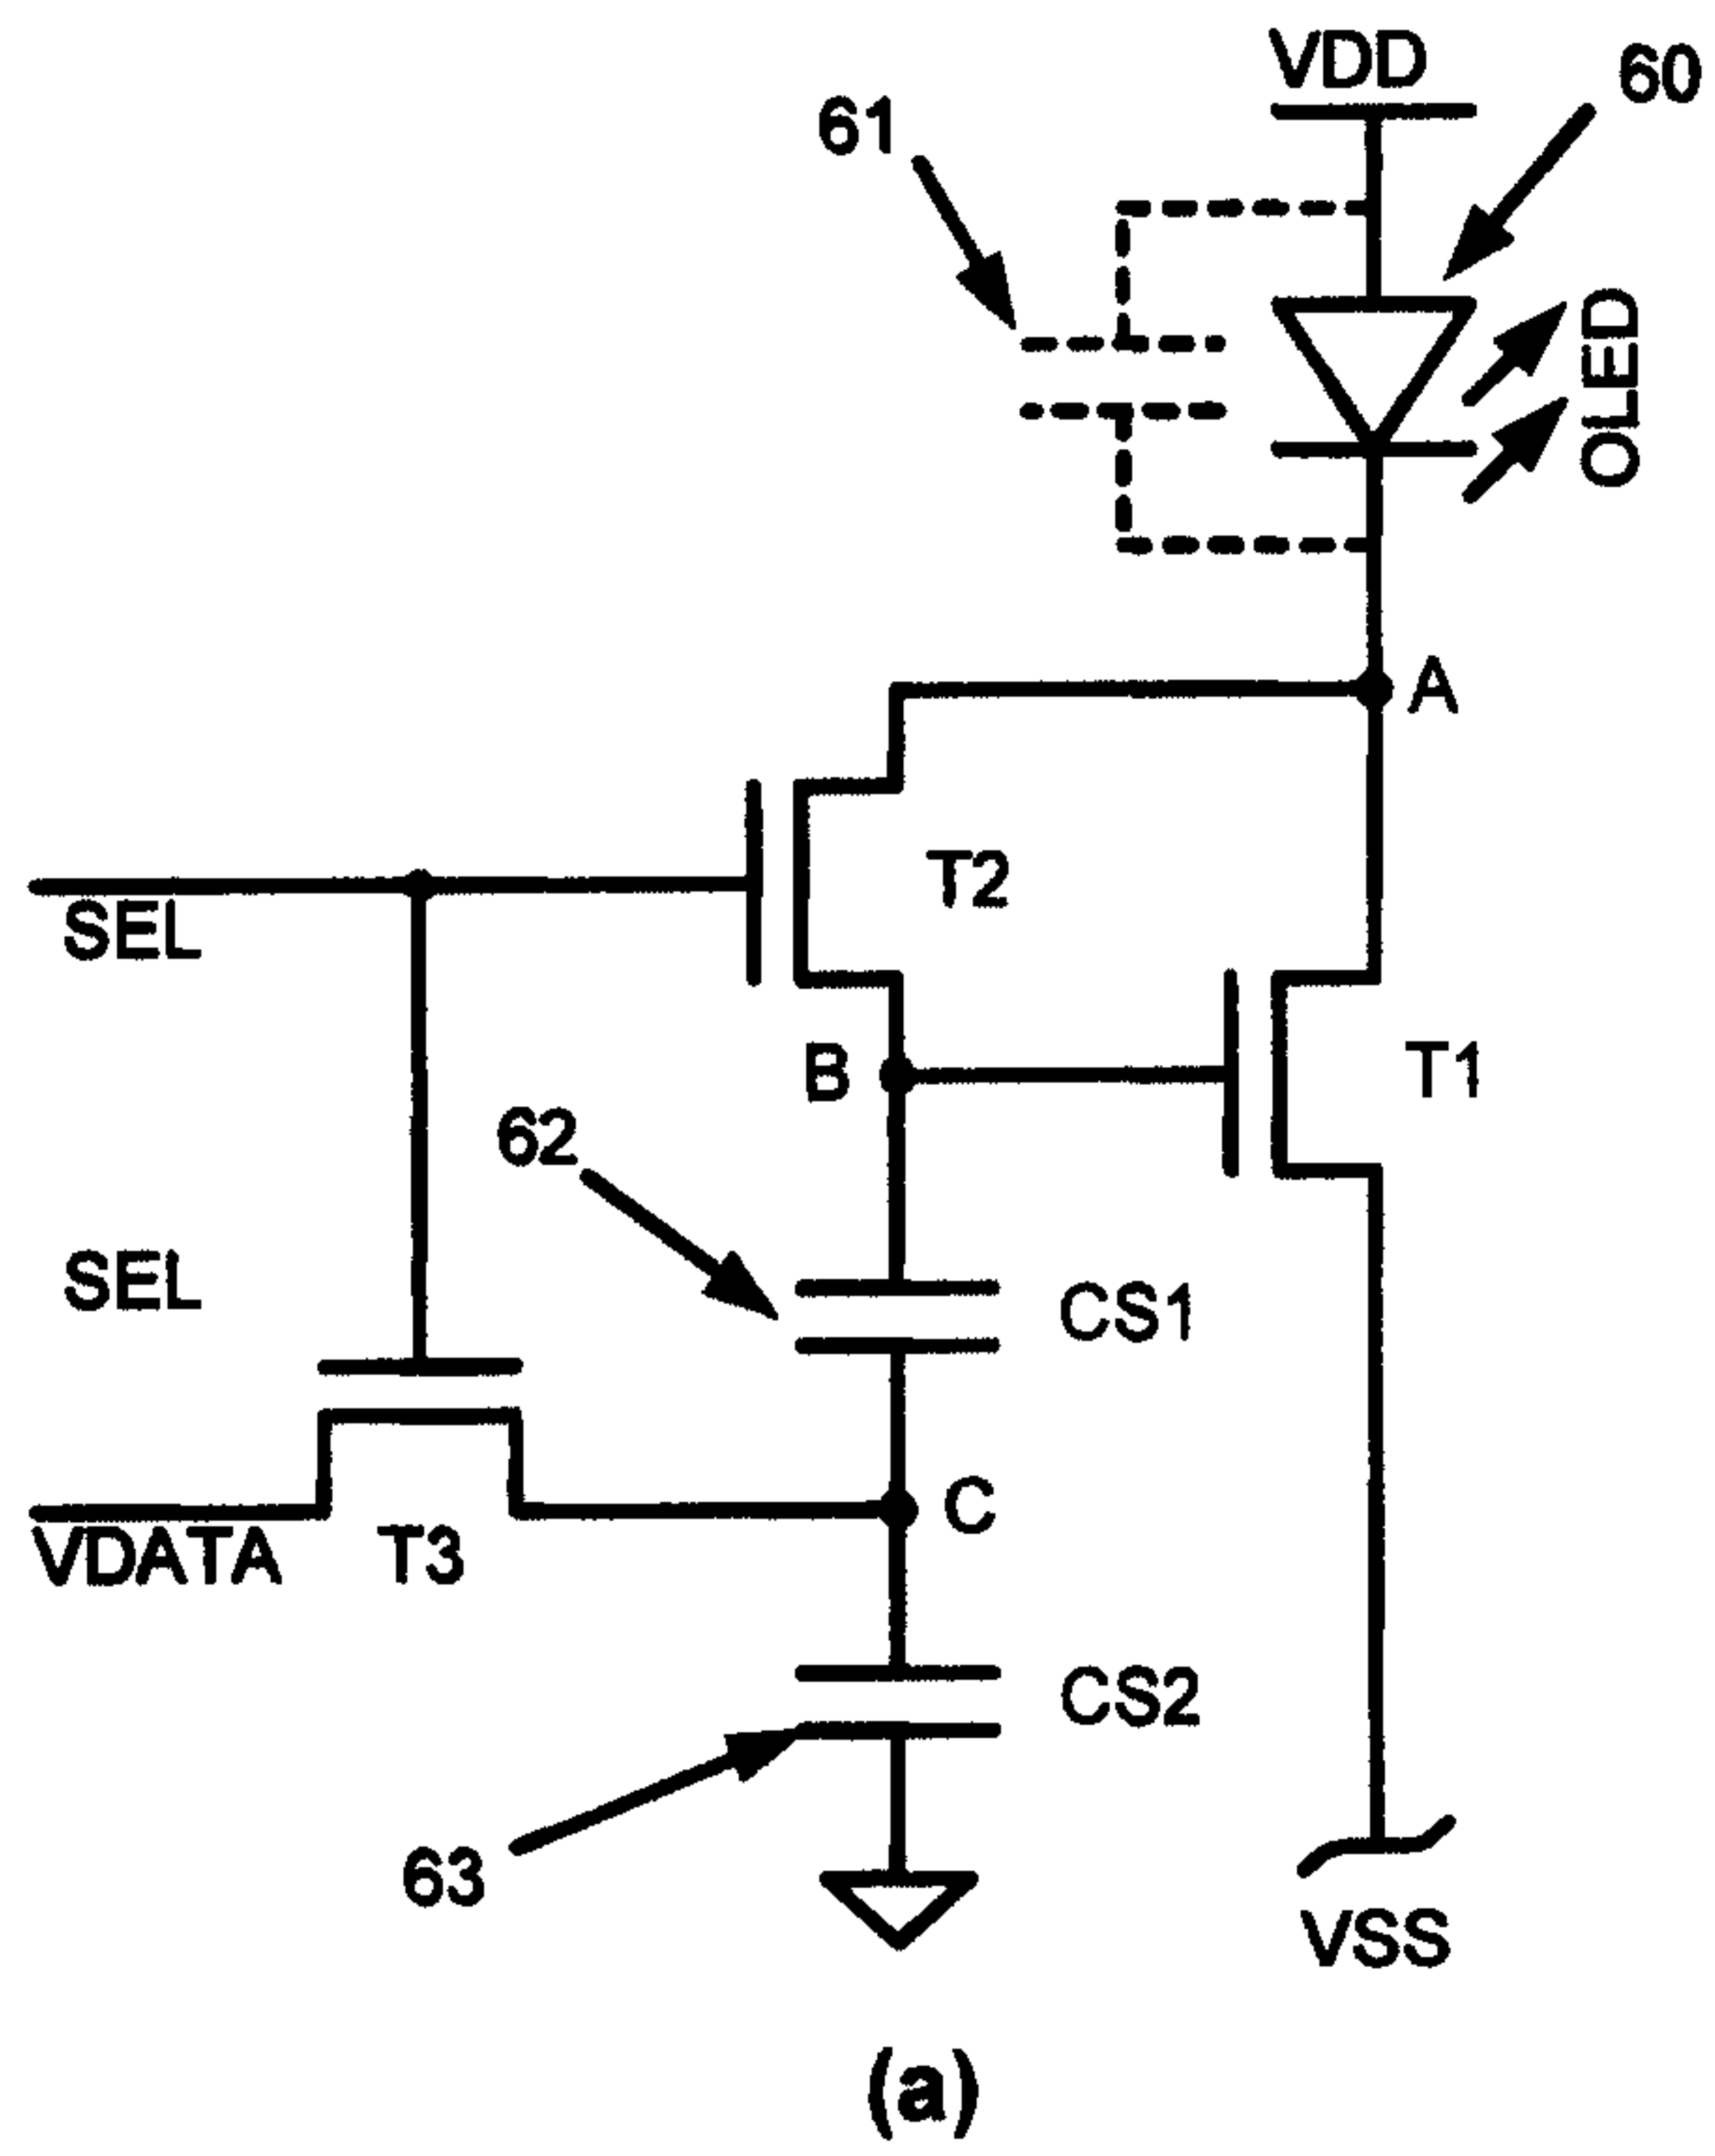 VDD
60
61
OLED
A
T2
SEL
B
T1
62
SEL
CS1
C
VDATA
T3
CS2
63
VSS
(a)